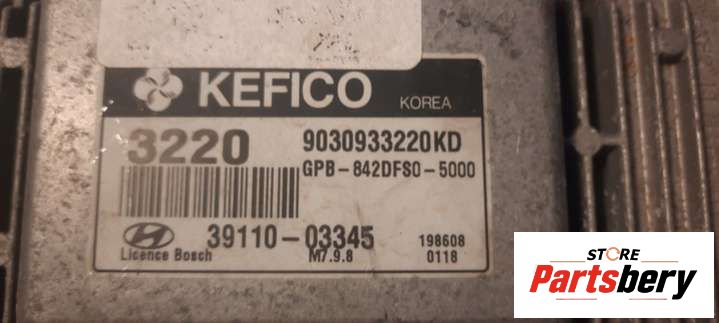 KEFICO KOREA
3220 9030933220KD
GPB-842DFS0-5000
39110-03345 198608
Licence Bosch M7.9.8 0118
STORE
Partsbery